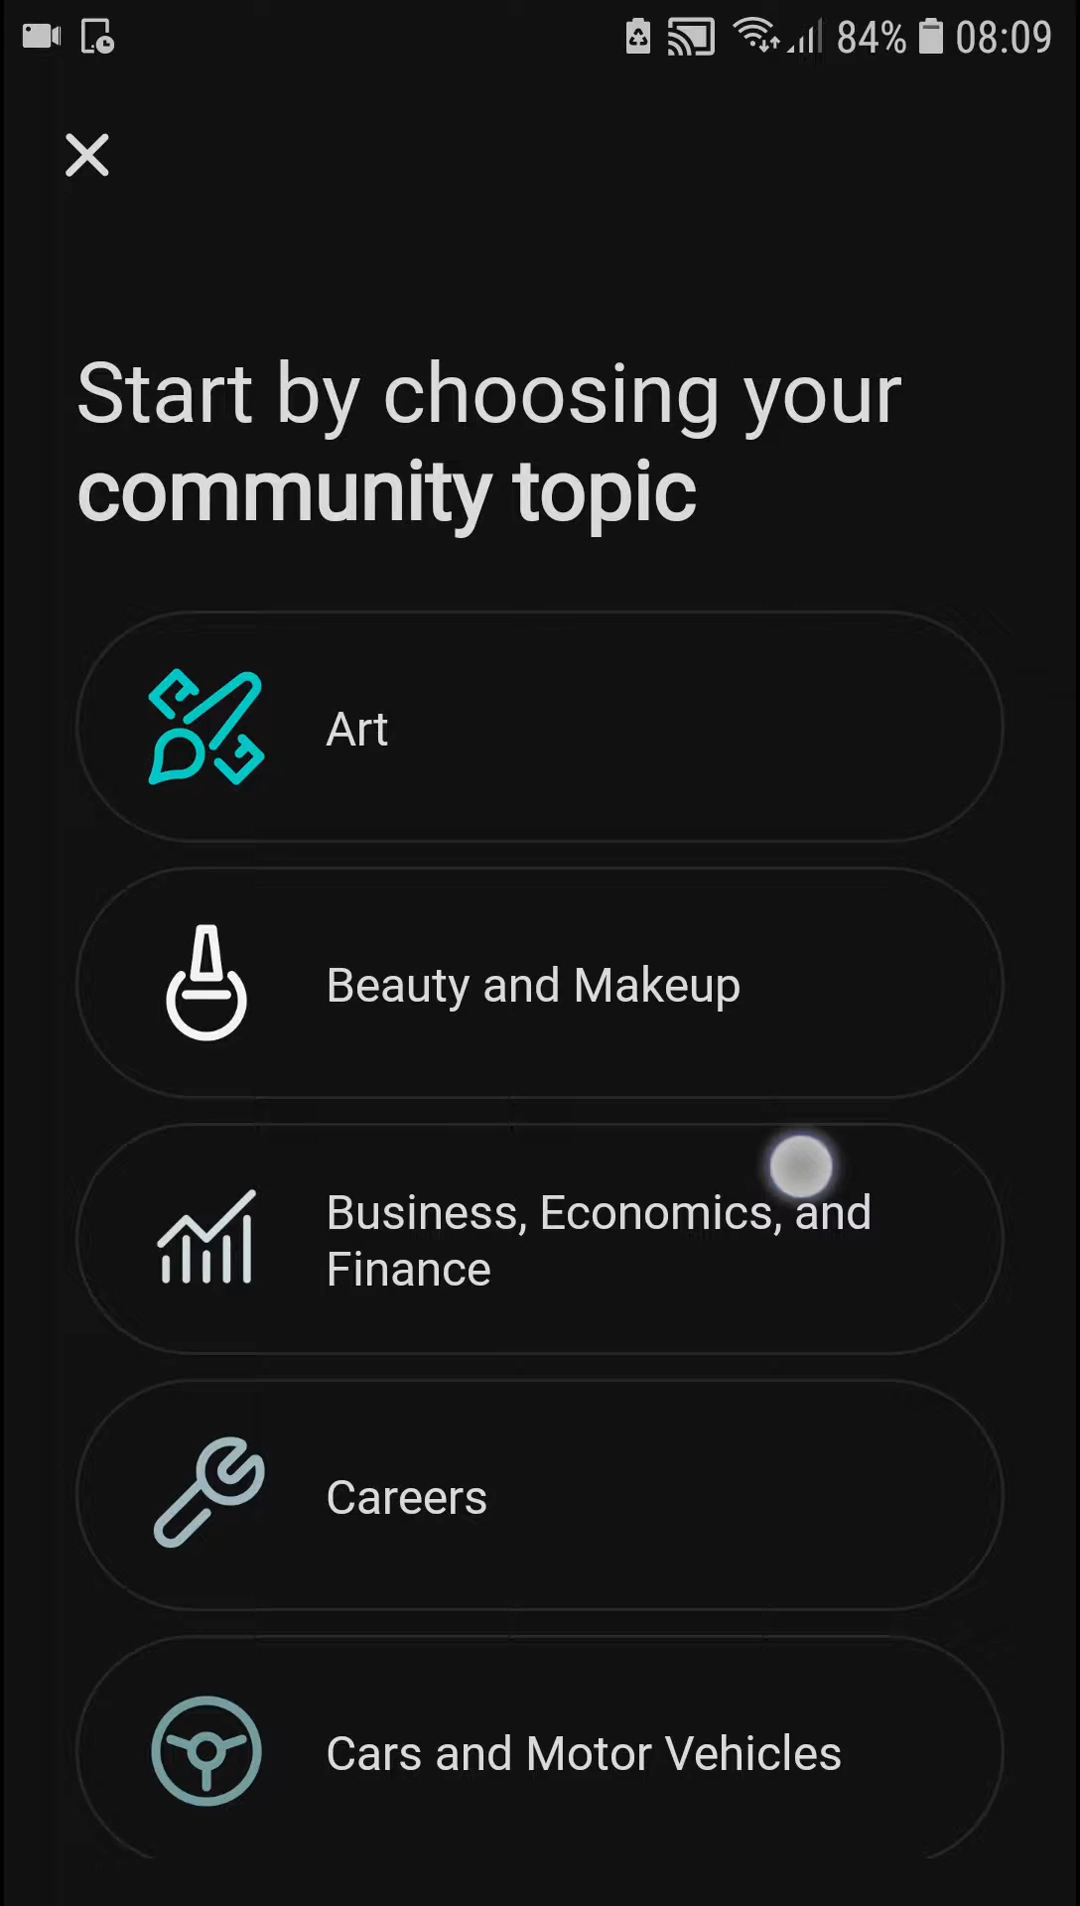 84% 08:09
Start by choosing your
community topic
Art
Beauty and Makeup
Business, Economics, and
Finance
Careers
Cars and Motor Vehicles